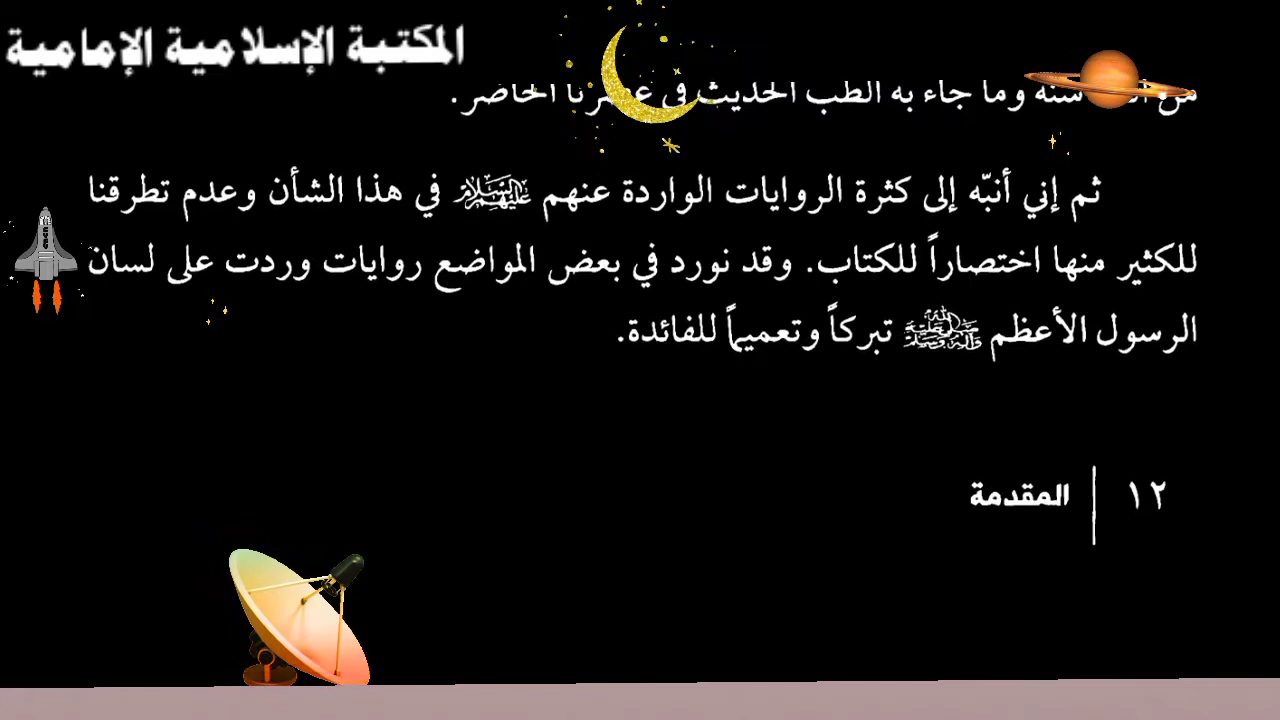 المكتبة الإسلامية الإمامية
وما جاء به الطب الحديث في عصرنا الحاضر.
ثم إني أنبّه إلى كثرة الروايات الواردة عنهم عليهم السلام في هذا الشأن وعدم تطرقنا
للكثير منها اختصاراً للكتاب. وقد نورد في بعض المواضع روايات وردت على لسان
الرسول الأعظم صلى الله عليه وآله وسلم تبركاً وتعميماً للفائدة.
١٢ | المقدمة